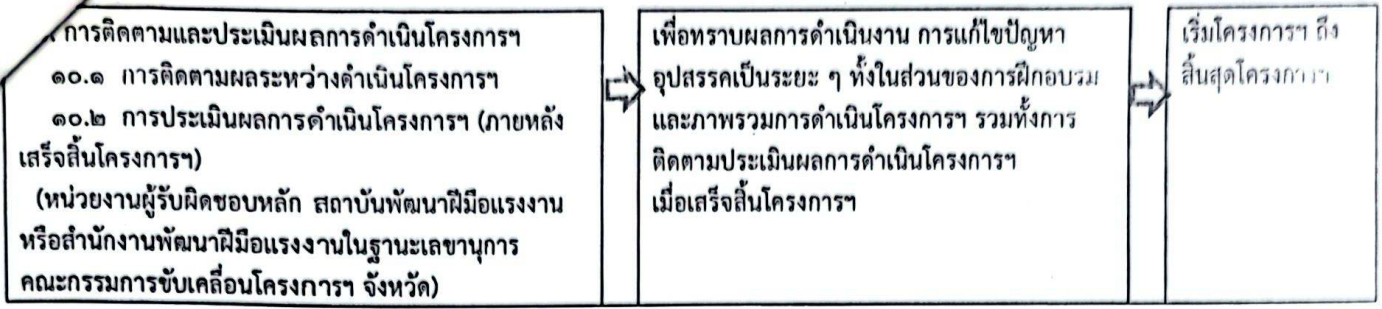 การติดตามและประเมินผลการดำเนินโครงการฯ
๑๐.๑ การติดตามผลระหว่างดำเนินโครงการฯ
๑๐.๒ การประเมินผลการดำเนินโครงการฯ (ภายหลัง
เสร็จสิ้นโครงการฯ)
(หน่วยงานผู้รับผิดชอบหลัก สถาบันพัฒนาฝีมือแรงงาน
หรือสำนักงานพัฒนาฝีมือแรงงานในฐานะเลขานุการ
คณะกรรมการขับเคลื่อนโครงการฯ จังหวัด)
เพื่อทราบผลการดำเนินงาน การแก้ไขปัญหา
อุปสรรคเป็นระยะ ๆ ทั้งในส่วนของการฝึกอบรม
และภาพรวมการดำเนินโครงการฯ รวมทั้งการ
ติดตามประเมินผลการดำเนินโครงการฯ
เมื่อเสร็จสิ้นโครงการฯ
เริ่มโครงการฯ ถึง
สิ้นสุดโครงการฯ